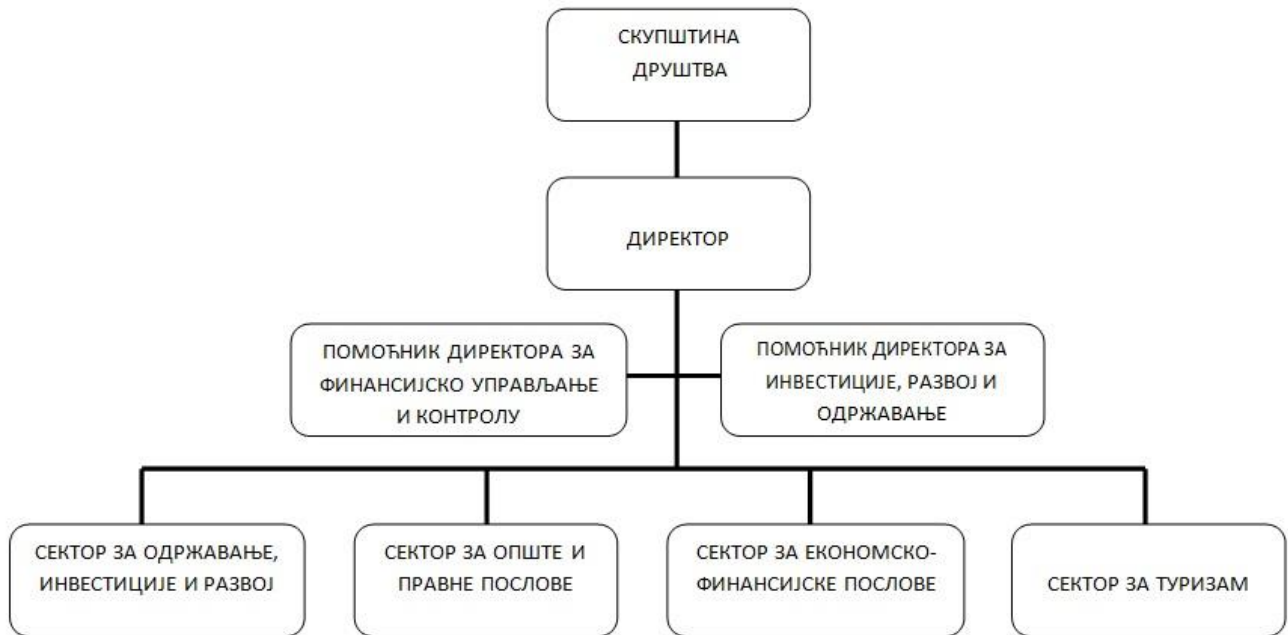 СКУПШТИНА
ДРУШТВА
ДИРЕКТОР
ПОМОЋНИК ДИРЕКТОРА ЗА
ФИНАНСИЈСКО УПРАВЉАЊЕ
И КОНТРОЛУ
ПОМОЋНИК ДИРЕКТОРА ЗА
ИНВЕСТИЦИЈЕ, РАЗВОЈ И
ОДРЖАВАЊЕ
СЕКТОР ЗА ОДРЖАВАЊЕ,
ИНВЕСТИЦИЈЕ И РАЗВОЈ
СЕКТОР ЗА ОПШТЕ И
ПРАВНЕ ПОСЛОВЕ
СЕКТОР ЗА ЕКОНОМСКО-
ФИНАНСИЈСКЕ ПОСЛОВЕ
СЕКТОР ЗА ТУРИЗАМ